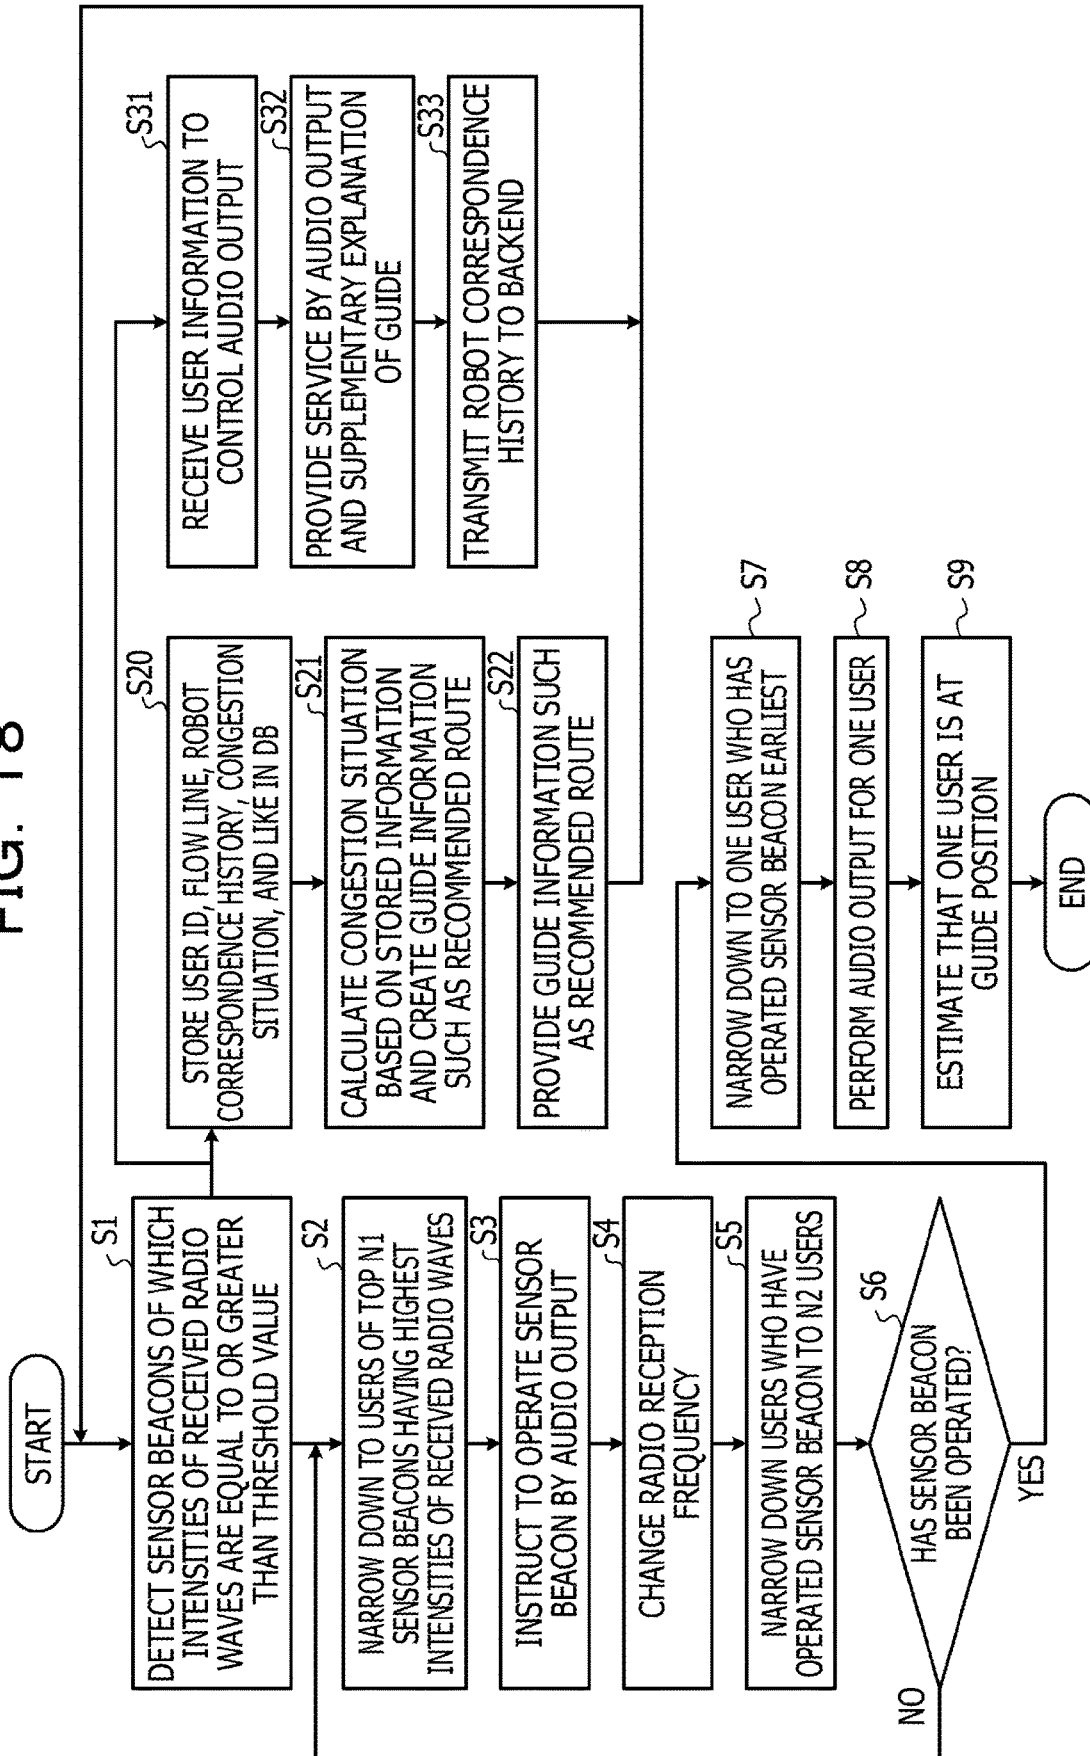 FIG. 18
START
S1
DETECT SENSOR BEACONS OF WHICH
INTENSITIES OF RECEIVED RADIO
WAVES ARE EQUAL TO OR GREATER
THAN THRESHOLD VALUE
S2
NARROW DOWN TO USERS OF TOP N1
SENSOR BEACONS HAVING HIGHEST
INTENSITIES OF RECEIVED RADIO WAVES
S3
INSTRUCT TO OPERATE SENSOR
BEACON BY AUDIO OUTPUT
S4
CHANGE RADIO RECEPTION
FREQUENCY
S5
NARROW DOWN USERS WHO HAVE
OPERATED SENSOR BEACON TO N2 USERS
S6
HAS SENSOR BEACON
BEEN OPERATED?
NO
YES
S20
STORE USER ID, FLOW LINE, ROBOT
CORRESPONDENCE HISTORY, CONGESTION
SITUATION, AND LIKE IN DB
S21
CALCULATE CONGESTION SITUATION
BASED ON STORED INFORMATION
AND CREATE GUIDE INFORMATION
SUCH AS RECOMMENDED ROUTE
S22
PROVIDE GUIDE INFORMATION SUCH
AS RECOMMENDED ROUTE
S7
NARROW DOWN TO ONE USER WHO HAS
OPERATED SENSOR BEACON EARLIEST
S8
PERFORM AUDIO OUTPUT FOR ONE USER
S9
ESTIMATE THAT ONE USER IS AT
GUIDE POSITION
END
S31
RECEIVE USER INFORMATION TO
CONTROL AUDIO OUTPUT
S32
PROVIDE SERVICE BY AUDIO OUTPUT
AND SUPPLEMENTARY EXPLANATION
OF GUIDE
S33
TRANSMIT ROBOT CORRESPONDENCE
HISTORY TO BACKEND